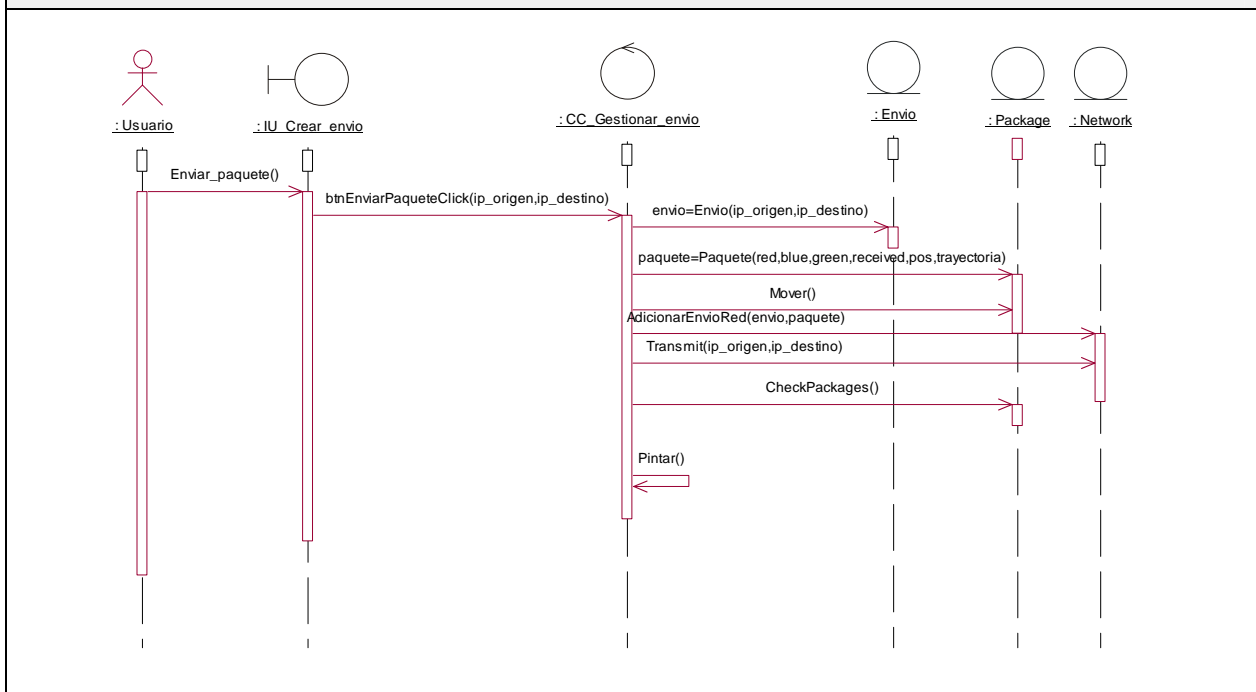 : Usuario
: IU_Crear_envio
: CC_Gestionar_envio
: Envio
: Package
: Network
Enviar_paquete()
btnEnviarPaqueteClick(ip_origen,ip_destino)
envio=Envio(ip_origen,ip_destino)
paquete=Paquete(red,blue,green,received,pos,trayectoria)
Mover()
AdicionarEnvioRed(envio,paquete)
Transmit(ip_origen,ip_destino)
CheckPackages()
Pintar()